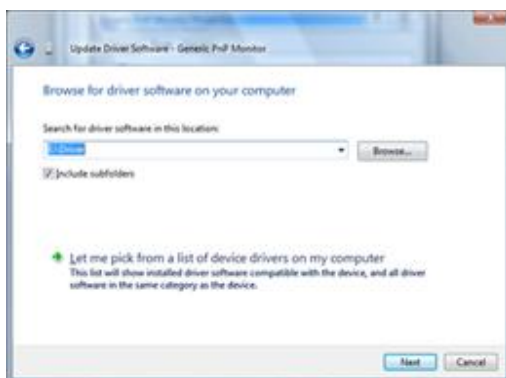 Update Driver Software - Generic PnP Monitor
Browse for driver software on your computer
Search for driver software in this location:
Browse...
Include subfolders
Let me pick from a list of device drivers on my computer
This list will show installed driver software compatible with the device, and all driver
software in the same category as the device.
Next
Cancel